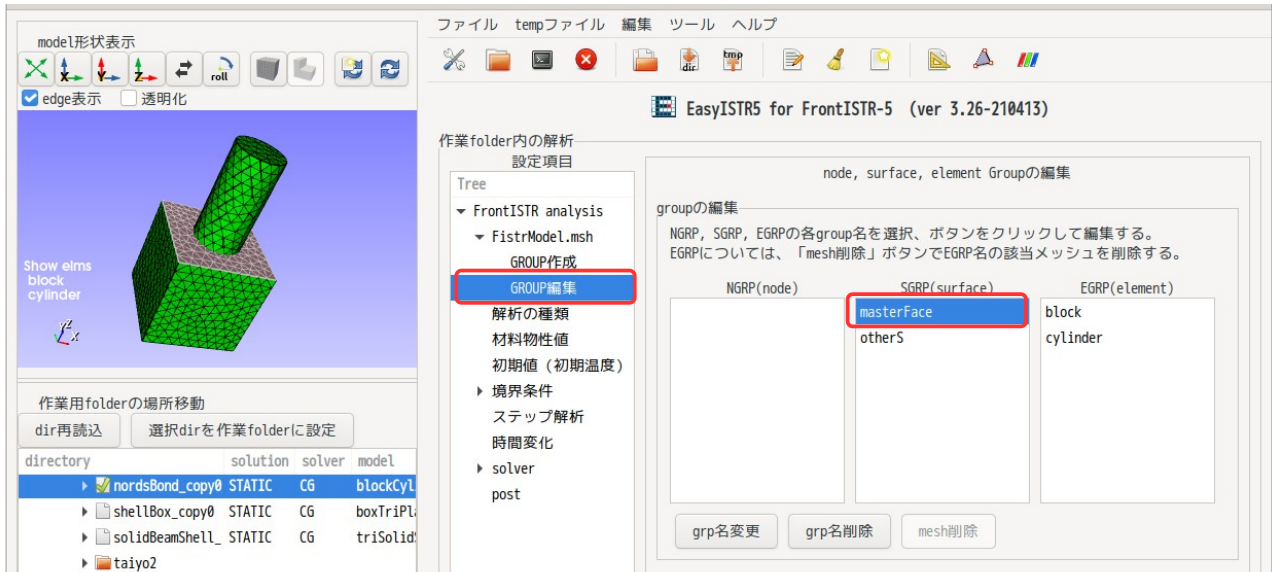 ファイル tempファイル 編集 ツール ヘルプ
model形状表示
X Y Z roll
dir tmp
edge表示 透明化
EasyISTR5 for FrontISTR-5 (ver 3.26-210413)
Show elms
block
cylinder
作業用folderの場所移動
dir再読込 選択dirを作業folderに設定
directory solution solver model
nordsBond_copy0 STATIC CG blockCyl
shellBox_copy0 STATIC CG boxTriPl
solidBeamShell_ STATIC CG triSolid
taiyo2
作業folder内の解析
設定項目
Tree
FrontISTR analysis
FistrModel.msh
GROUP作成
GROUP編集
解析の種類
材料物性値
初期値 (初期温度)
境界条件
ステップ解析
時間変化
solver
post
node, surface, element Groupの編集
groupの編集
NGRP, SGRP, EGRPの各group名を選択、ボタンをクリックして編集する。
EGRPについては、「mesh削除」ボタンでEGRP名の該当メッシュを削除する。
NGRP(node) SGRP(surface) EGRP(element)
masterFace block
otherS cylinder
grp名変更 grp名削除 mesh削除